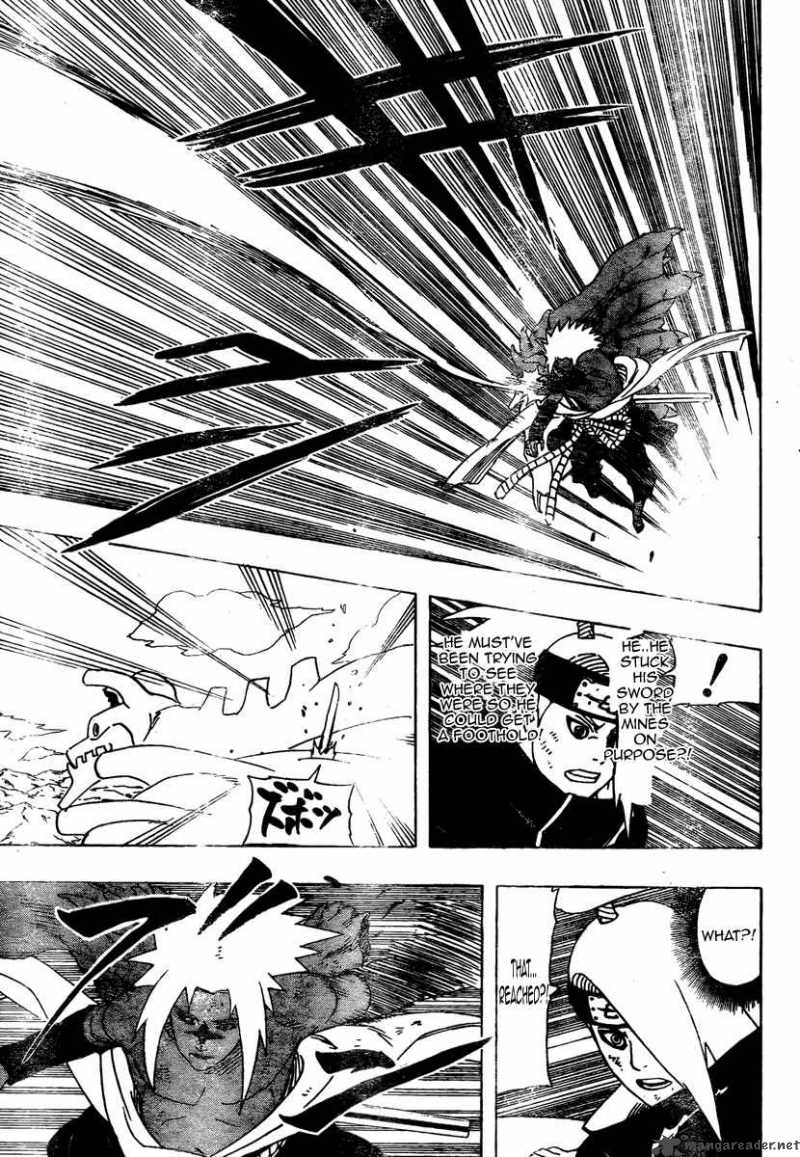 HE..HE
STUCK
HIS
SWORD
BY THE
MINES
ON
PURPOSE?!
!
HE MUST'VE
BEEN TRYING
TO SEE
WHERE THEY
WERE SO HE
COULD GET
A FOOTHOLD!
ズボッ
WHAT?!
THAT...
REACHED?!
mangareader.net